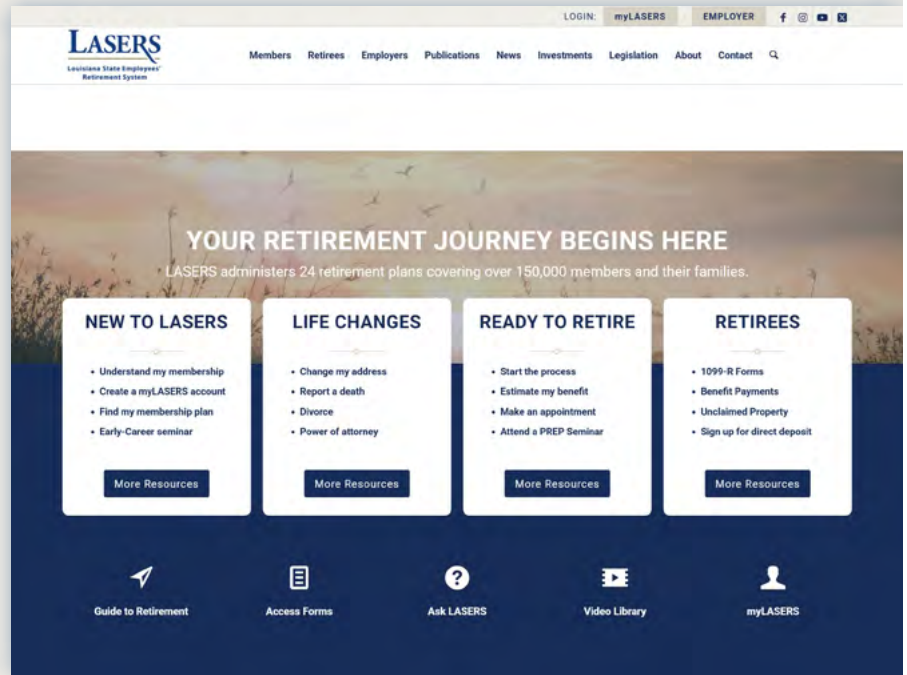 LOGIN: myLASERS EMPLOYER
LASERS
Louisiana State Employees'
Retirement System
Members Retirees Employers Publications News Investments Legislation About Contact
YOUR RETIREMENT JOURNEY BEGINS HERE
LASERS administers 24 retirement plans covering over 150,000 members and their families.
NEW TO LASERS
• Understand my membership
• Create a myLASERS account
• Find my membership plan
• Early-Career seminar
More Resources
LIFE CHANGES
• Change my address
• Report a death
• Divorce
• Power of attorney
More Resources
READY TO RETIRE
• Start the process
• Estimate my benefit
• Make an appointment
• Attend a PREP Seminar
More Resources
RETIREES
• 1099-R Forms
• Benefit Payments
• Unclaimed Property
• Sign up for direct deposit
More Resources
Guide to Retirement
Access Forms
Ask LASERS
Video Library
myLASERS